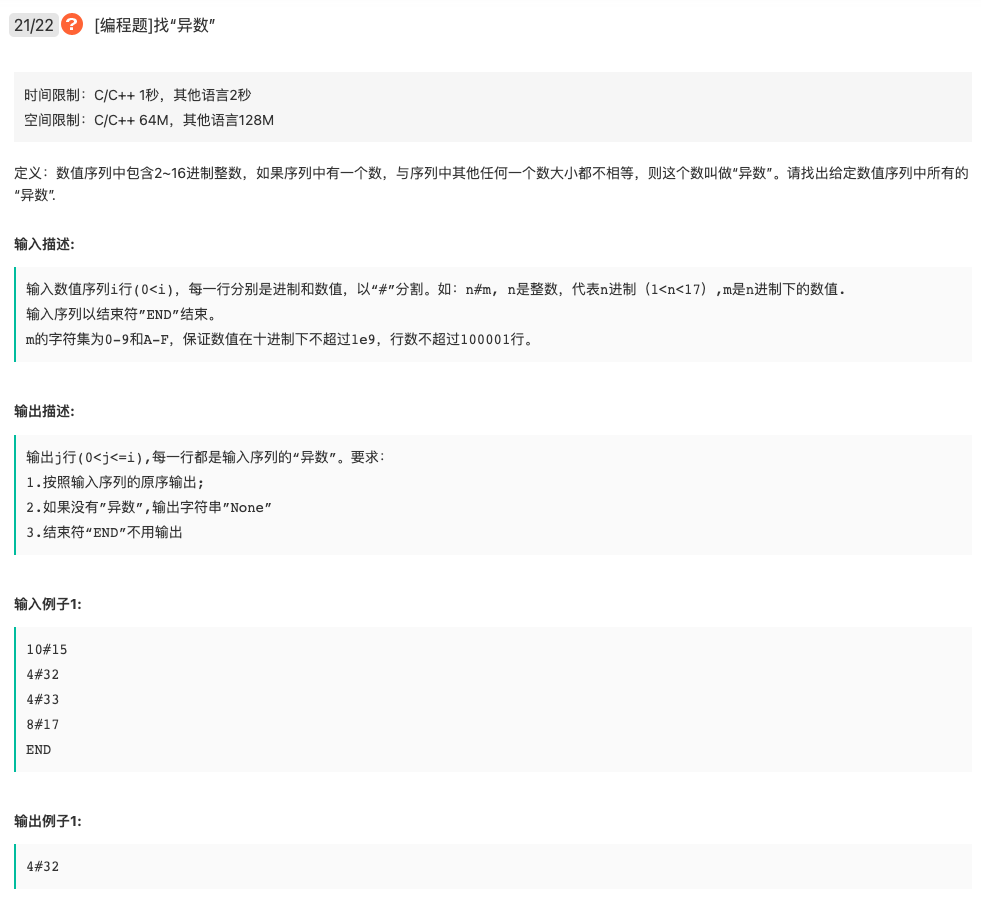 21/22 ? [编程题]找“异数”
时间限制：C/C++ 1秒，其他语言2秒
空间限制：C/C++ 64M，其他语言128M
定义：数值序列中包含2~16进制整数，如果序列中有一个数，与序列中其他任何一个数大小都不相等，则这个数叫做“异数”。请找出给定数值序列中所有的
“异数”.
输入描述:
输入数值序列i行(0<i)，每一行分别是进制和数值，以“#”分割。如：n#m, n是整数，代表n进制（1<n<17）,m是n进制下的数值.
输入序列以结束符”END”结束。
m的字符集为0-9和A-F，保证数值在十进制下不超过1e9，行数不超过100001行。
输出描述:
输出j行(0<j<=i),每一行都是输入序列的“异数”。要求：
1.按照输入序列的原序输出;
2.如果没有”异数”,输出字符串”None”
3.结束符“END”不用输出
输入例子1:
10#15
4#32
4#33
8#17
END
输出例子1:
4#32